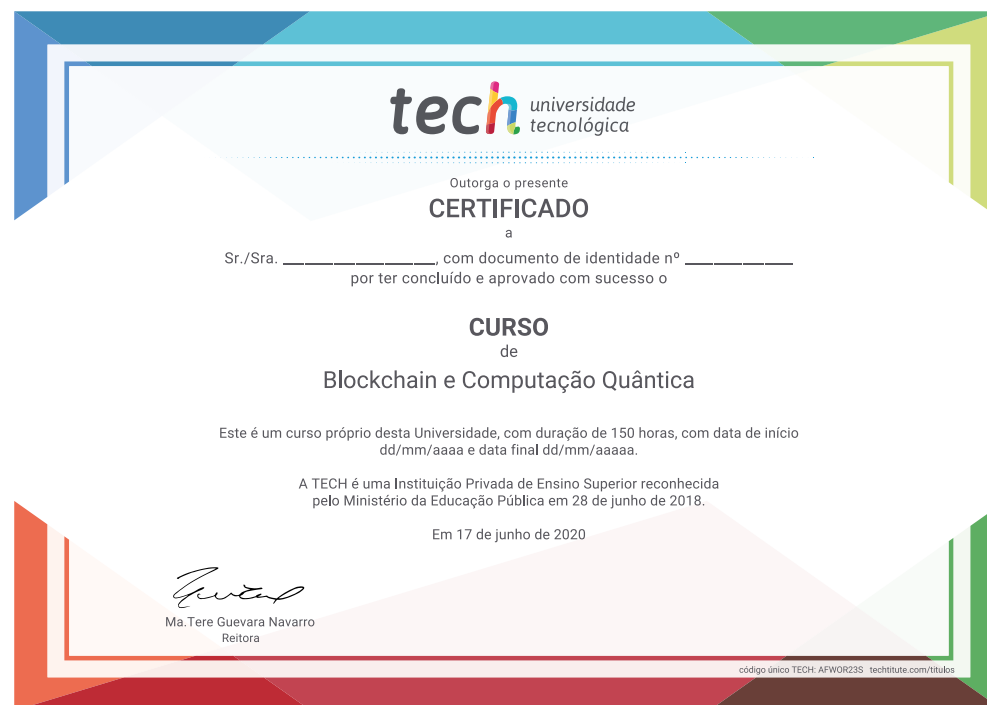 tech universidade
tecnológica
Outorga o presente
CERTIFICADO
a
Sr./Sra. ____________________, com documento de identidade nº ______________
por ter concluído e aprovado com sucesso o
CURSO
de
Blockchain e Computação Quântica
Este é um curso próprio desta Universidade, com duração de 150 horas, com data de início
dd/mm/aaaa e data final dd/mm/aaaaa.
A TECH é uma Instituição Privada de Ensino Superior reconhecida
pelo Ministério da Educação Pública em 28 de junho de 2018.
Em 17 de junho de 2020
Ma.Tere Guevara Navarro
Reitora
código único TECH: AFWOR23S techtitute.com/titulos